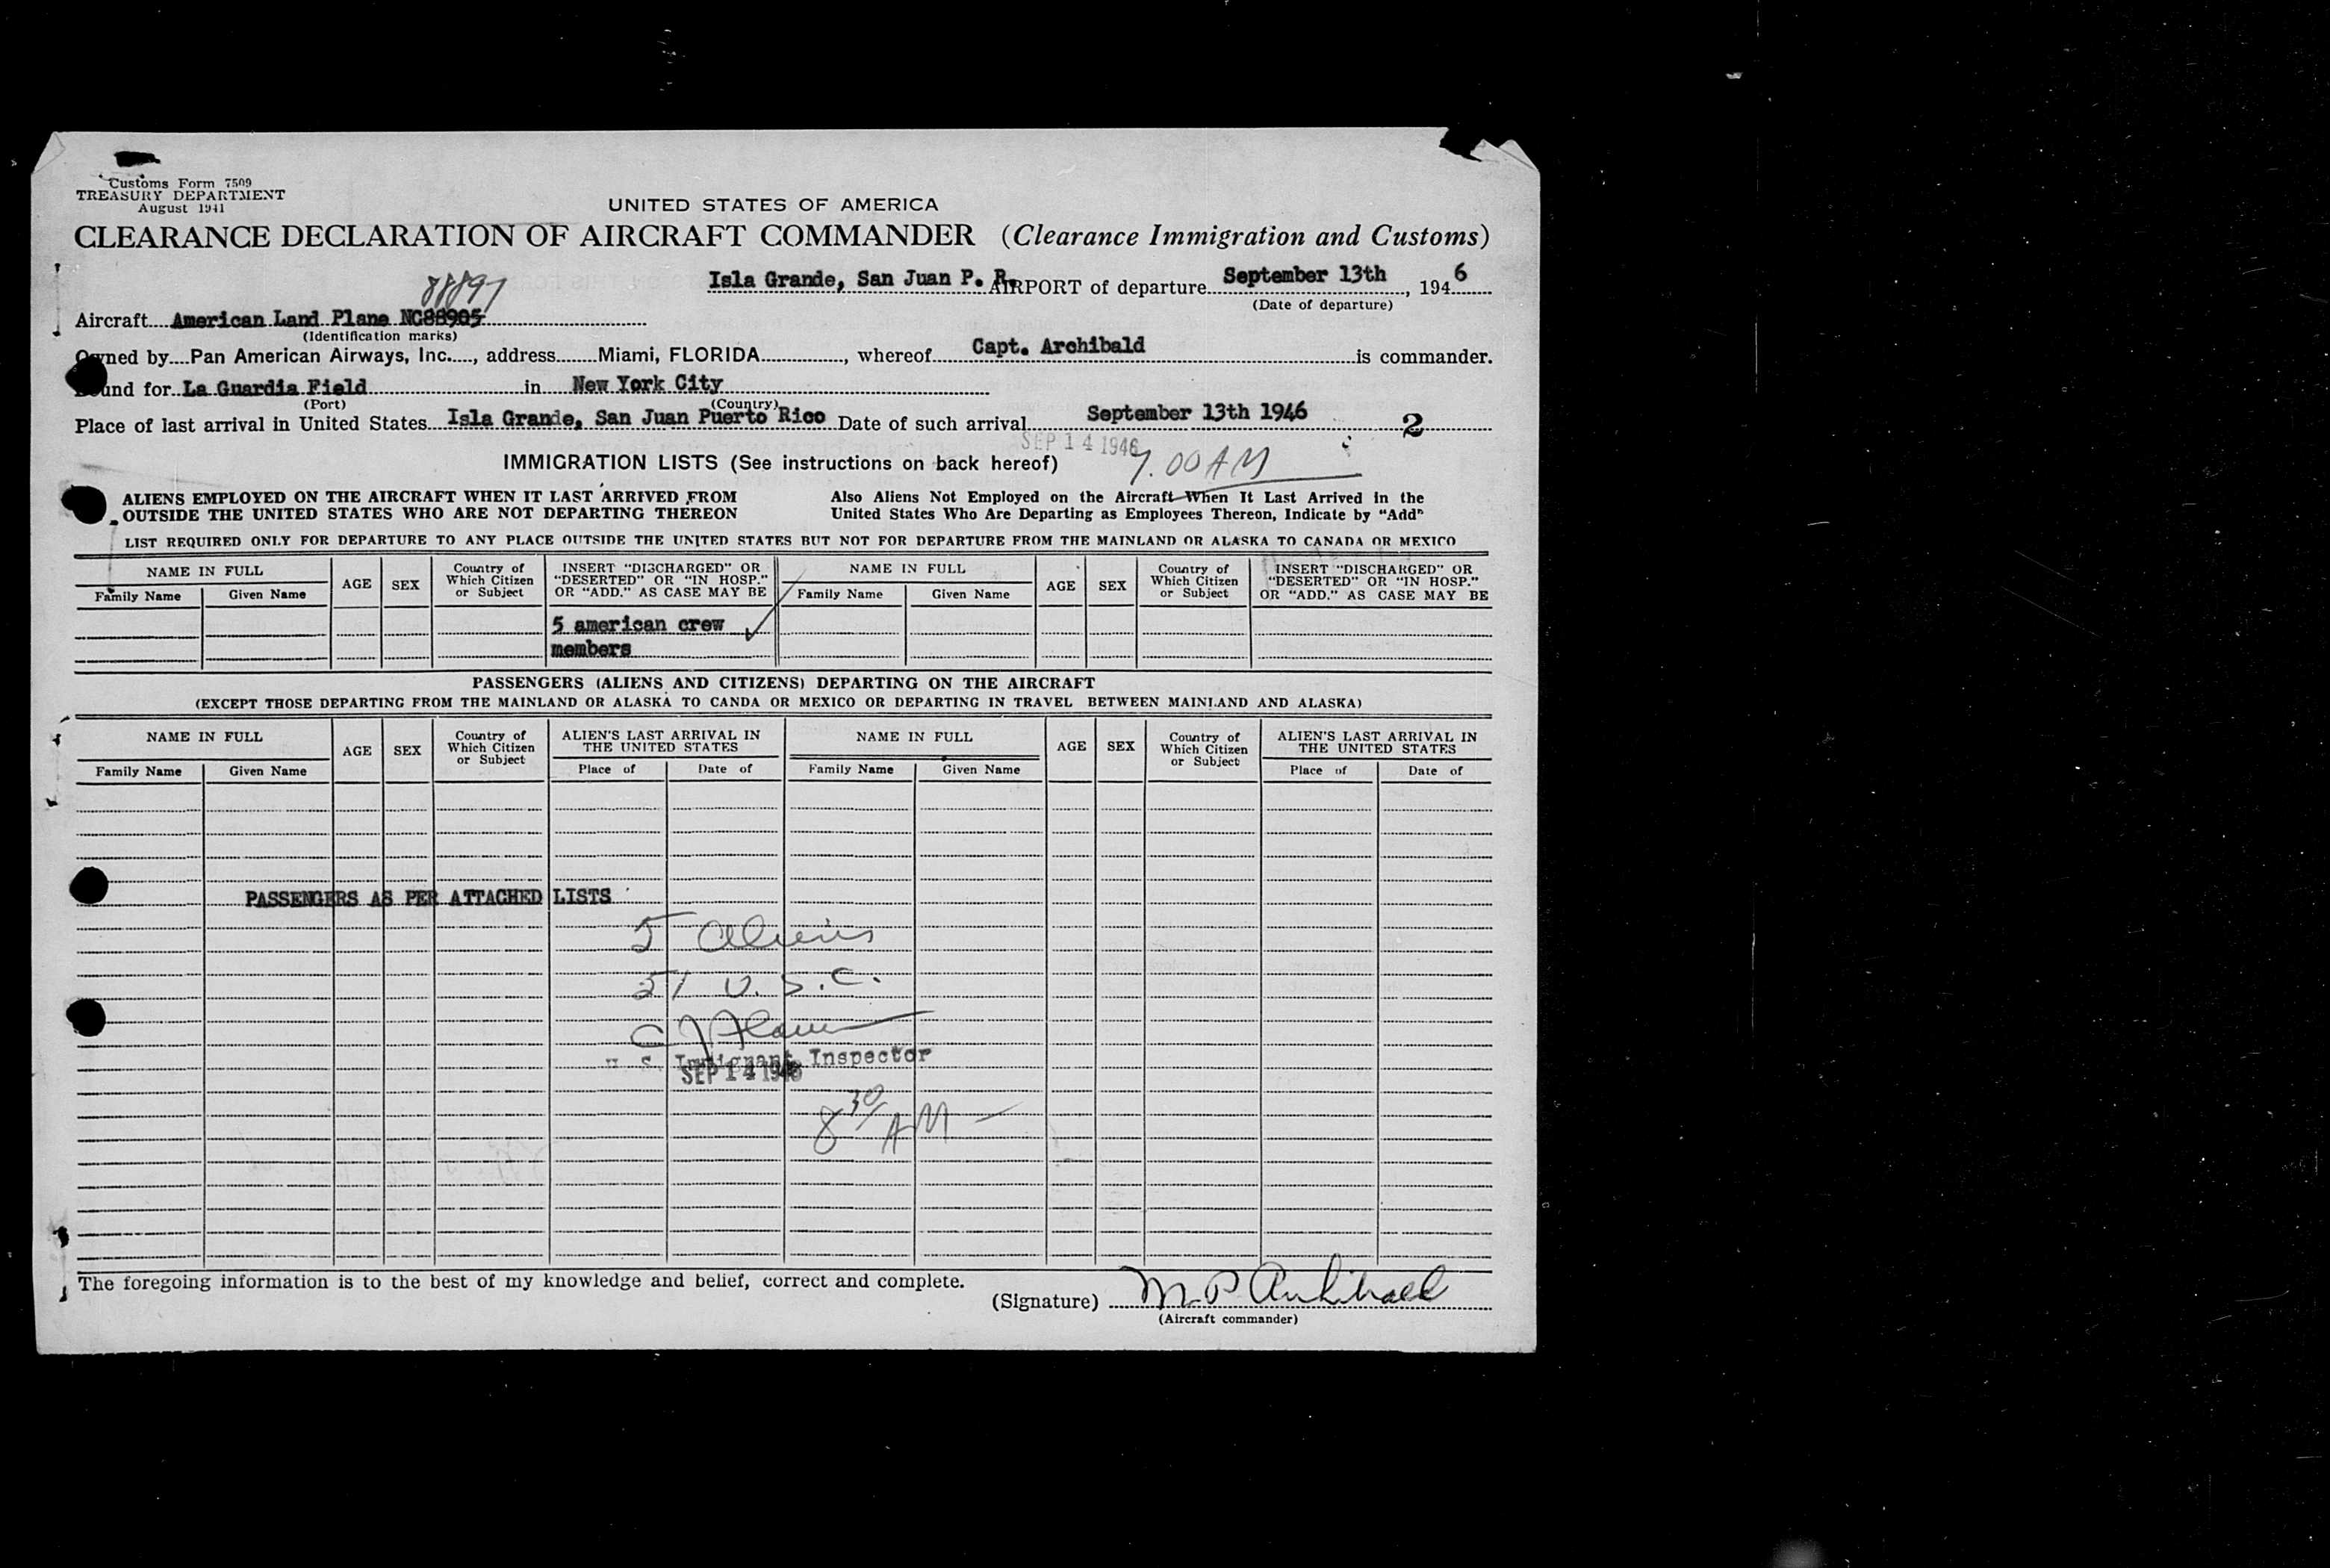 Customs Form 7509
TREASURY DEPARTMENT
August 1941
UNITED STATES OF AMERICA
CLEARANCE DECLARATION OF AIRCRAFT COMMANDER (Clearance Immigration and Customs)
Isla Grande, San Juan P. R. AIRPORT of departure September 13th, 1946
(Date of departure)
88897
Aircraft American Land Plane NC88905
(Identification marks)
Owned by Pan American Airways, Inc., address Miami, FLORIDA, whereof Capt. Archibald is commander.
Bound for La Guardia Field in New York City
(Port) (Country)
Place of last arrival in United States Isla Grande, San Juan Puerto Rico Date of such arrival September 13th 1946 2
SEP 14 1946 7.00 AM
IMMIGRATION LISTS (See instructions on back hereof)
ALIENS EMPLOYED ON THE AIRCRAFT WHEN IT LAST ARRIVED FROM
OUTSIDE THE UNITED STATES WHO ARE NOT DEPARTING THEREON
Also Aliens Not Employed on the Aircraft When It Last Arrived in the
United States Who Are Departing as Employees Thereon, Indicate by "Add"
LIST REQUIRED ONLY FOR DEPARTURE TO ANY PLACE OUTSIDE THE UNITED STATES BUT NOT FOR DEPARTURE FROM THE MAINLAND OR ALASKA TO CANADA OR MEXICO
NAME IN FULL
Family Name Given Name
AGE
SEX
Country of
Which Citizen
or Subject
INSERT "DISCHARGED" OR
"DESERTED" OR "IN HOSP."
OR "ADD." AS CASE MAY BE
NAME IN FULL
Family Name Given Name
AGE
SEX
Country of
Which Citizen
or Subject
INSERT "DISCHARGED" OR
"DESERTED" OR "IN HOSP."
OR "ADD." AS CASE MAY BE
5 american crew
members
PASSENGERS (ALIENS AND CITIZENS) DEPARTING ON THE AIRCRAFT
(EXCEPT THOSE DEPARTING FROM THE MAINLAND OR ALASKA TO CANDA OR MEXICO OR DEPARTING IN TRAVEL BETWEEN MAINLAND AND ALASKA)
NAME IN FULL
Family Name Given Name
AGE
SEX
Country of
Which Citizen
or Subject
ALIEN'S LAST ARRIVAL IN
THE UNITED STATES
Place of Date of
NAME IN FULL
Family Name Given Name
AGE
SEX
Country of
Which Citizen
or Subject
ALIEN'S LAST ARRIVAL IN
THE UNITED STATES
Place of Date of
PASSENGERS AS PER ATTACHED LISTS
5 aliens
51 U.S.C.
U. S. Immigrant Inspector
SEP 14 1946
8 30 AM
The foregoing information is to the best of my knowledge and belief, correct and complete.
(Signature) M P Archibald
(Aircraft commander)